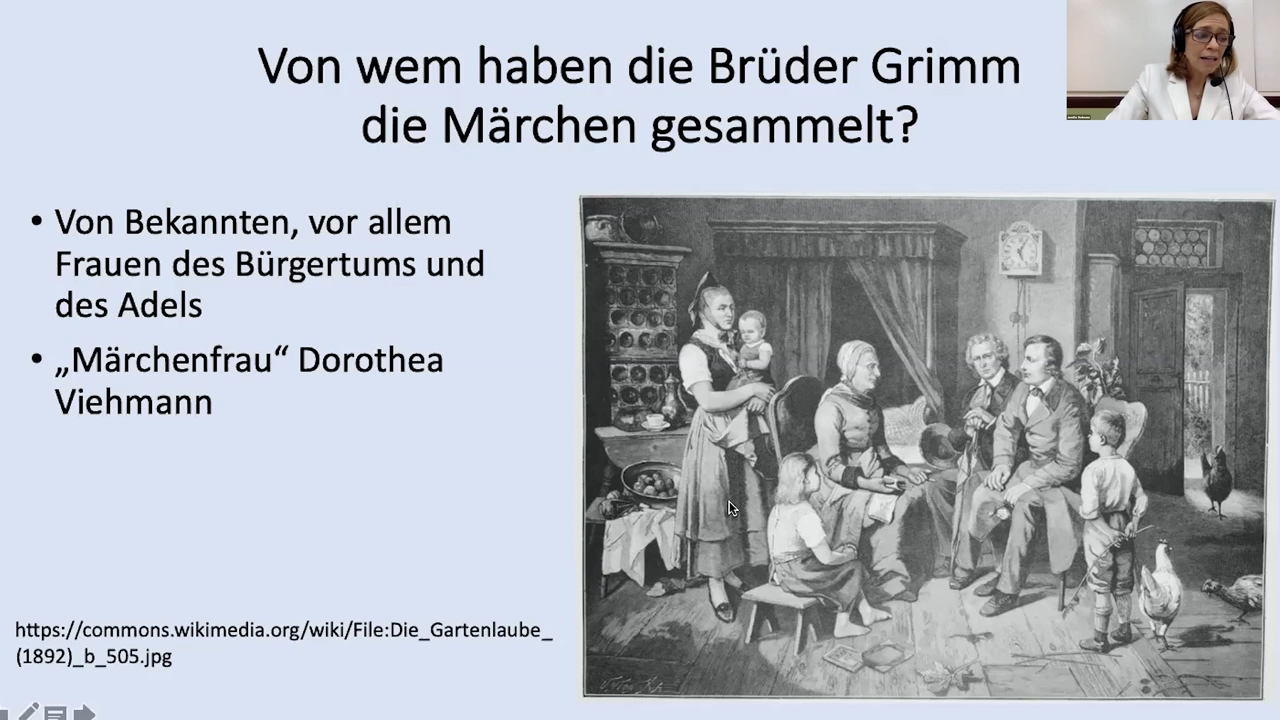 Von wem haben die Brüder Grimm
die Märchen gesammelt?
• Von Bekannten, vor allem
Frauen des Bürgertums und
des Adels
• „Märchenfrau“ Dorothea
Viehmann
https://commons.wikimedia.org/wiki/File:Die_Gartenlaube_
(1892)_b_505.jpg